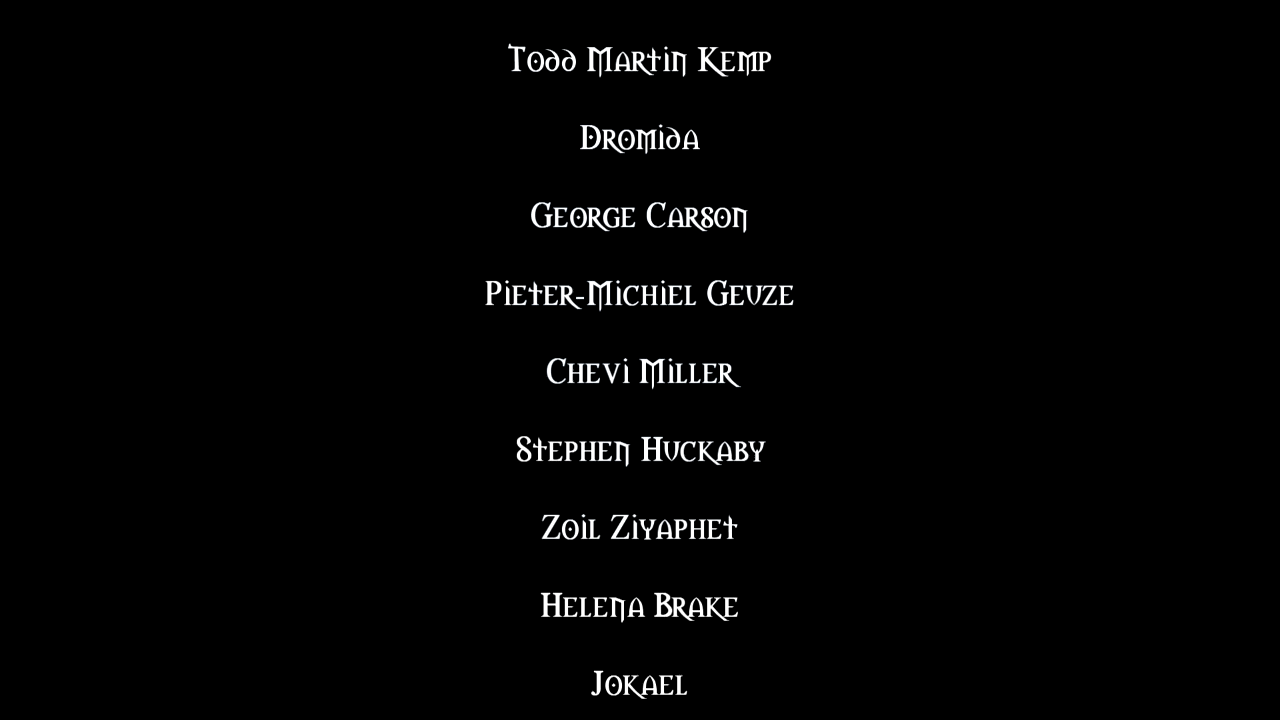 Todd Martin Kemp
Dromida
George Carson
Pieter-Michiel Geuze
Chevi Miller
Stephen Huckaby
Zoil Ziyaphet
Helena Brake
Jokael